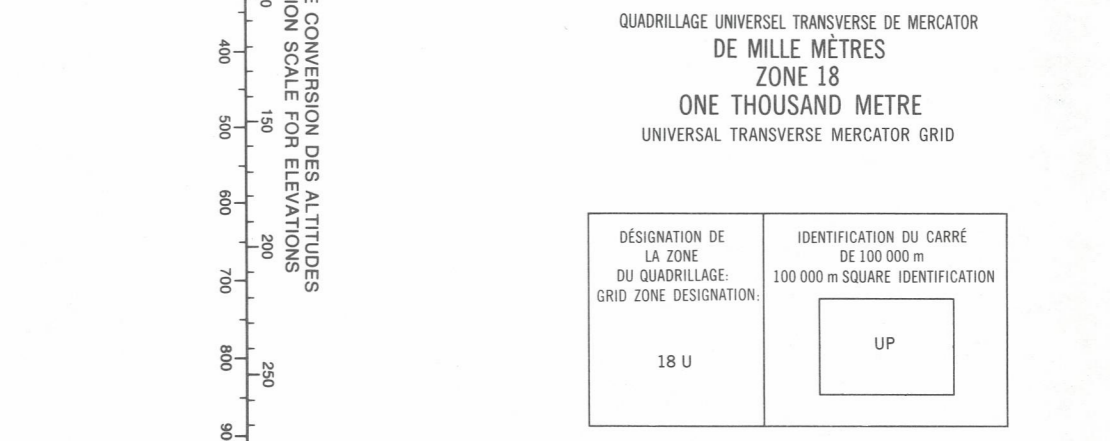 E CONVERSION DES ALTITUDES
ION SCALE FOR ELEVATIONS
400
500
600
700
800
150
200
250
QUADRILLAGE UNIVERSEL TRANSVERSE DE MERCATOR
DE MILLE MÈTRES
ZONE 18
ONE THOUSAND METRE
UNIVERSAL TRANSVERSE MERCATOR GRID
DÉSIGNATION DE
LA ZONE
DU QUADRILLAGE:
GRID ZONE DESIGNATION:
18 U
IDENTIFICATION DU CARRÉ
DE 100 000 m
100 000 m SQUARE IDENTIFICATION
UP